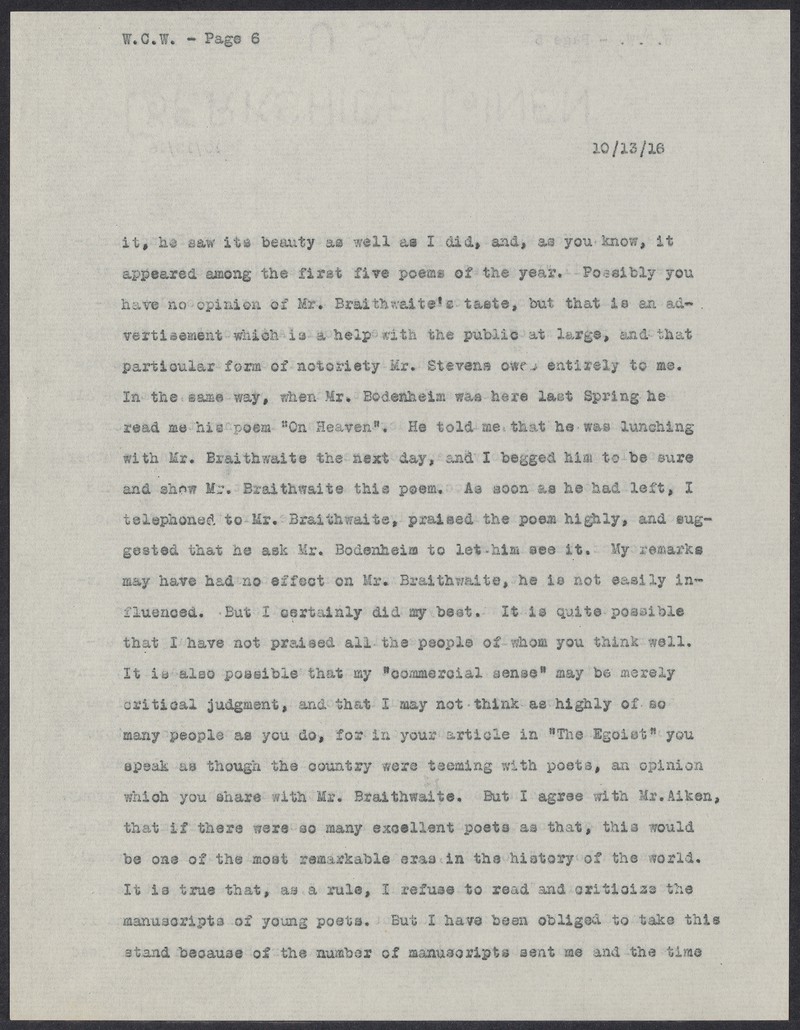 W.C.W. - Page 6
10/13/16
it, he saw its beauty as well as I did, and, as you know, it
appeared among the first five poems of the year. Possibly you
have no opinion of Mr. Braithwaite's taste, but that is an ad-
vertisement which is a help with the public at large, and that
particular form of notoriety Mr. Stevens owes entirely to me.
In the same way, when Mr. Bodenheim was here last Spring he
read me his poem "On Heaven". He told me that he was lunching
with Mr. Braithwaite the next day, and I begged him to be sure
and show Mr. Braithwaite this poem. As soon as he had left, I
telephoned to Mr. Braithwaite, praised the poem highly, and sug-
gested that he ask Mr. Bodenheim to let him see it. My remarks
may have had no effect on Mr. Braithwaite, he is not easily in-
fluenced. But I certainly did my best. It is quite possible
that I have not praised all the people of whom you think well.
It is also possible that my "commercial sense" may be merely
critical judgment, and that I may not think as highly of so
many people as you do, for in your article in "The Egoist" you
speak as though the country were teeming with poets, an opinion
which you share with Mr. Braithwaite. But I agree with Mr.Aiken,
that if there were so many excellent poets as that, this would
be one of the most remarkable eras in the history of the world.
It is true that, as a rule, I refuse to read and criticize the
manuscripts of young poets. But I have been obliged to take this
stand because of the number of manuscripts sent me and the time